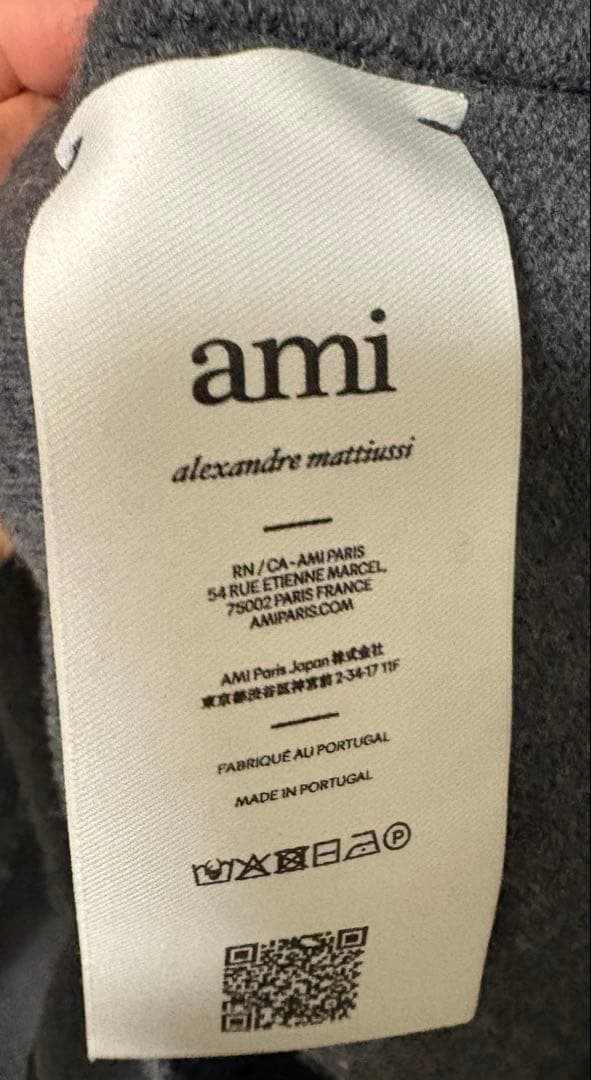 ami
alexandre mattiussi
RN / CA - AMI PARIS
54 RUE ETIENNE MARCEL,
75002 PARIS FRANCE
AMIPARIS.COM
AMI Paris Japan 株式会社
東京都渋谷区神宮前 2-34-17 11F
FABRIQUÉ AU PORTUGAL
MADE IN PORTUGAL
P